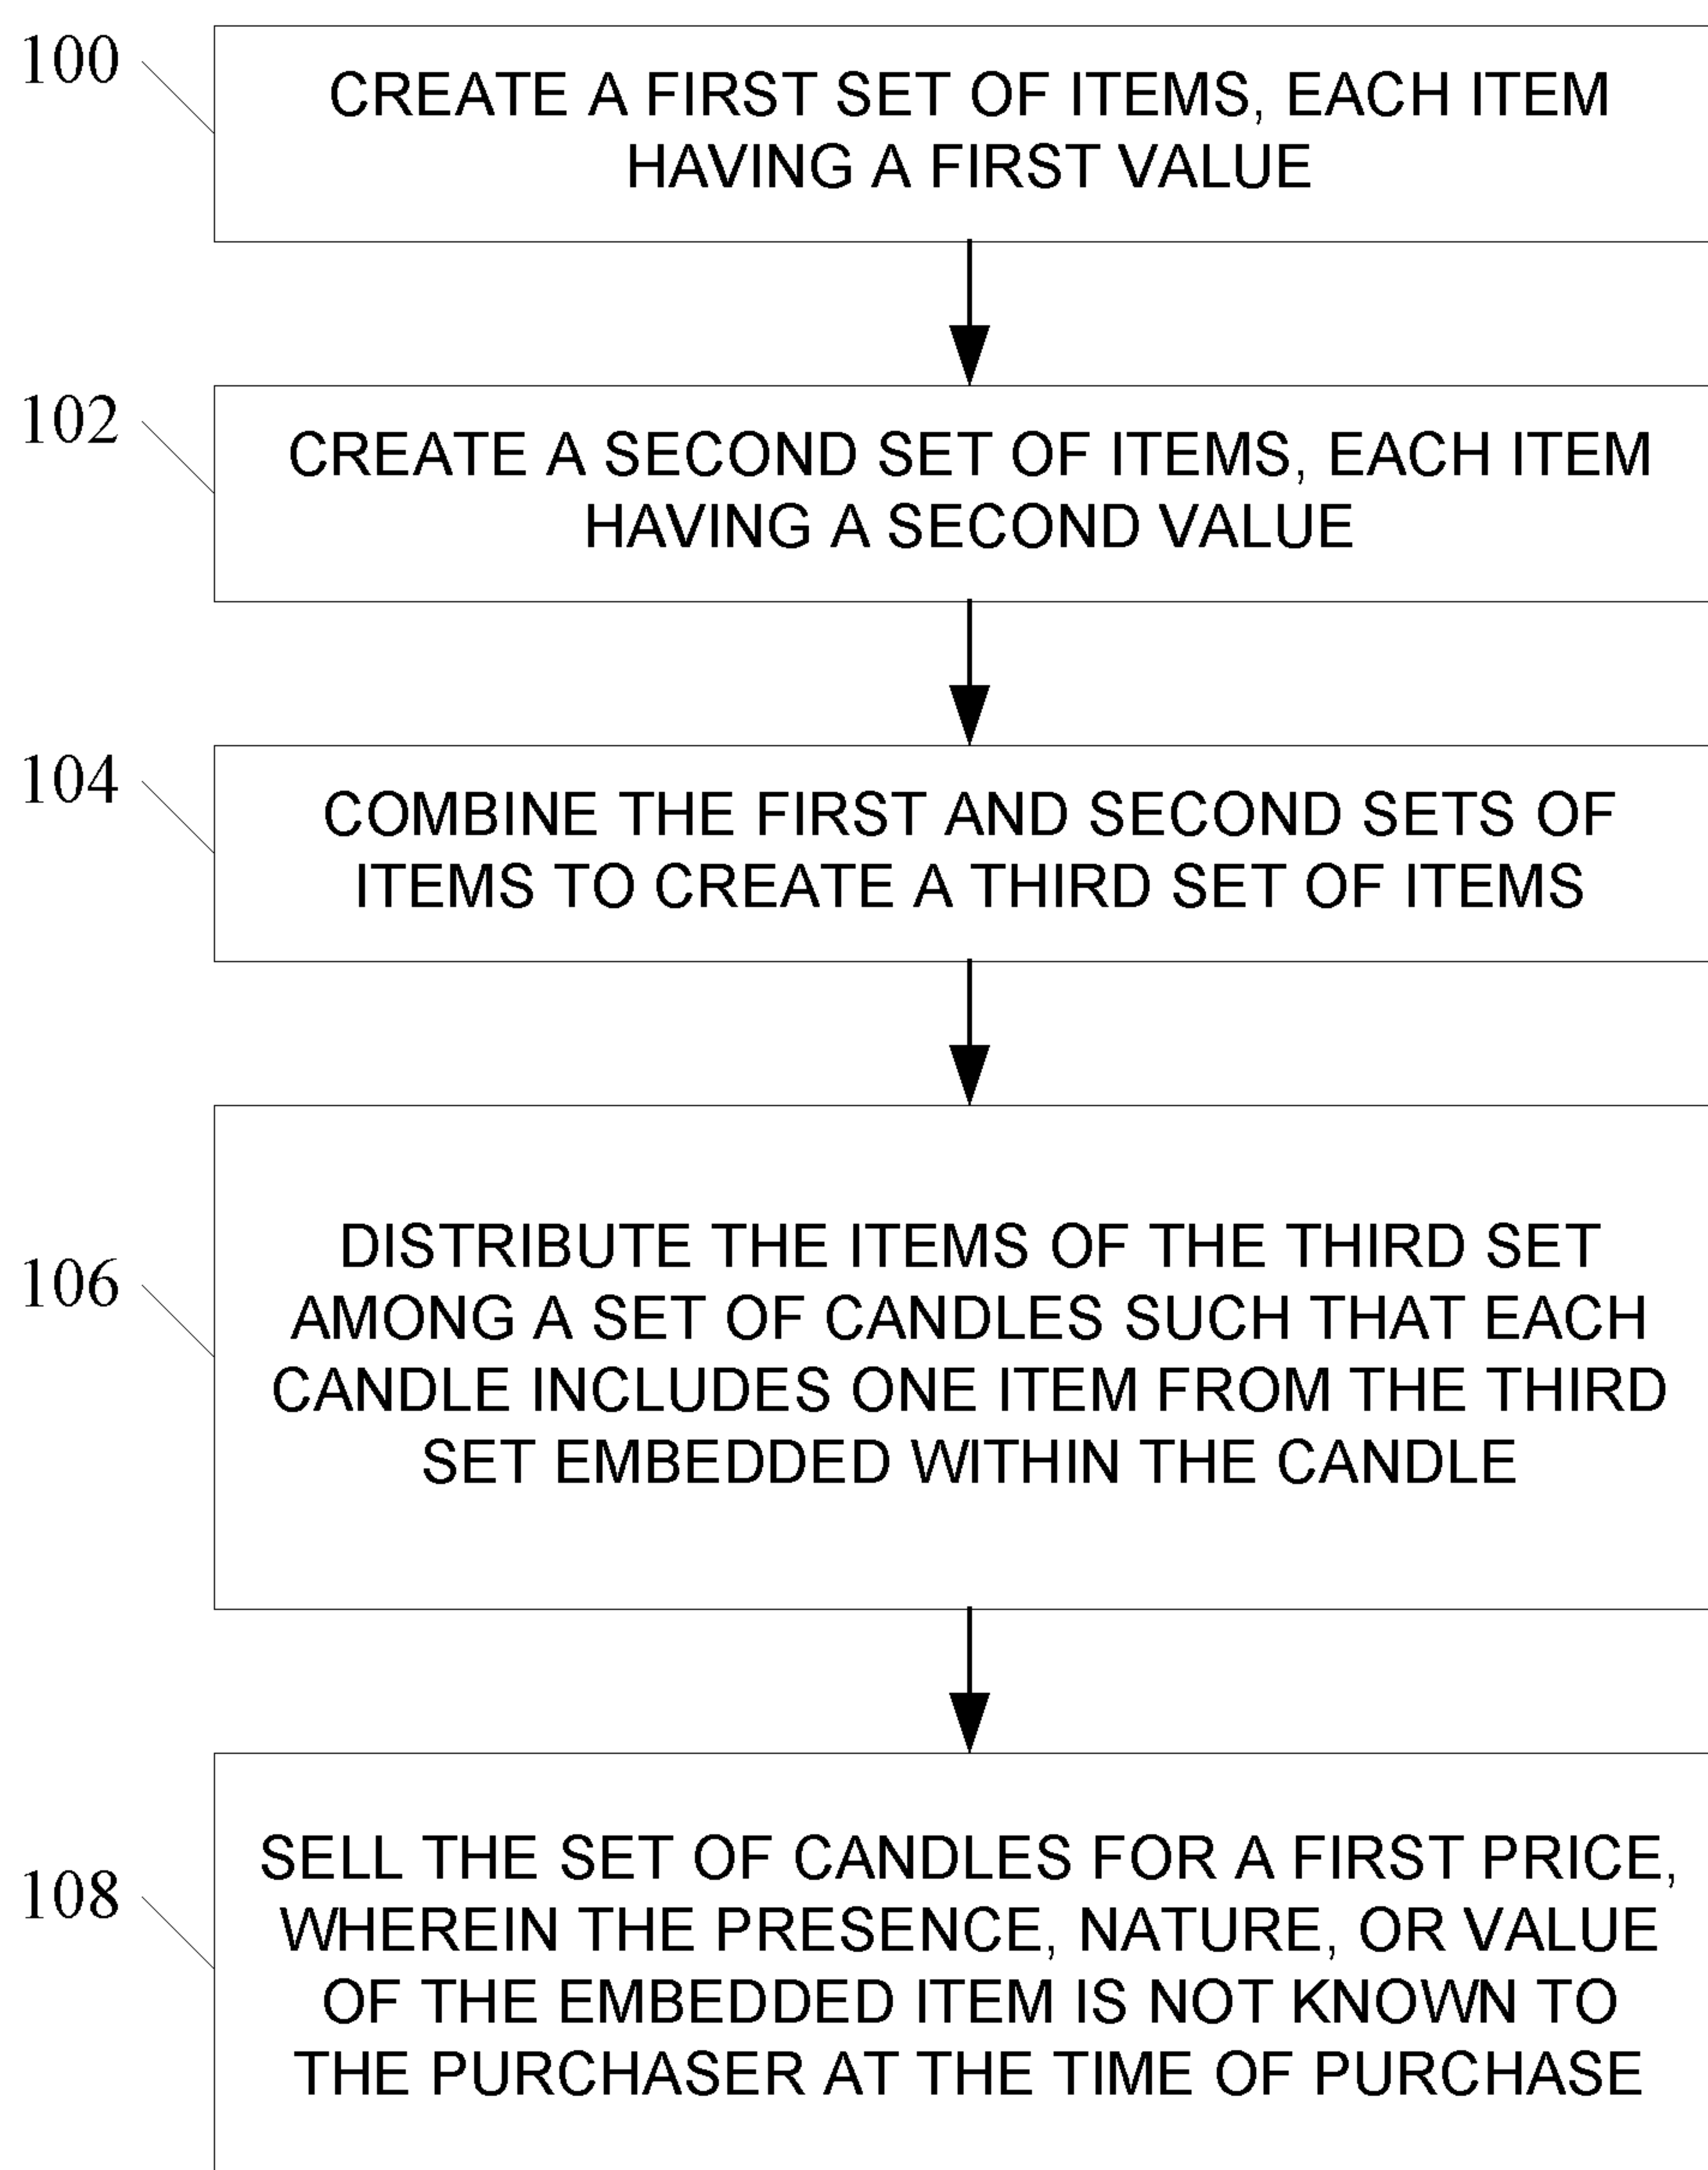 100
CREATE A FIRST SET OF ITEMS, EACH ITEM
HAVING A FIRST VALUE
102
CREATE A SECOND SET OF ITEMS, EACH ITEM
HAVING A SECOND VALUE
104
COMBINE THE FIRST AND SECOND SETS OF
ITEMS TO CREATE A THIRD SET OF ITEMS
106
DISTRIBUTE THE ITEMS OF THE THIRD SET
AMONG A SET OF CANDLES SUCH THAT EACH
CANDLE INCLUDES ONE ITEM FROM THE THIRD
SET EMBEDDED WITHIN THE CANDLE
108
SELL THE SET OF CANDLES FOR A FIRST PRICE,
WHEREIN THE PRESENCE, NATURE, OR VALUE
OF THE EMBEDDED ITEM IS NOT KNOWN TO
THE PURCHASER AT THE TIME OF PURCHASE